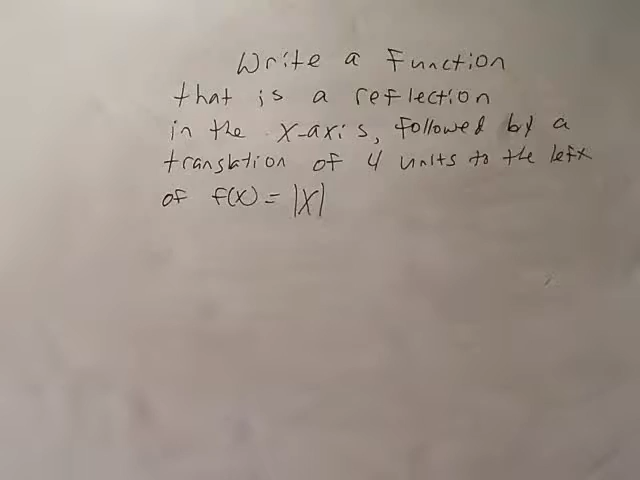 Write a Function
that is a reflection
in the x-axis, followed by a
translation of 4 units to the left
of f(x) = |X|